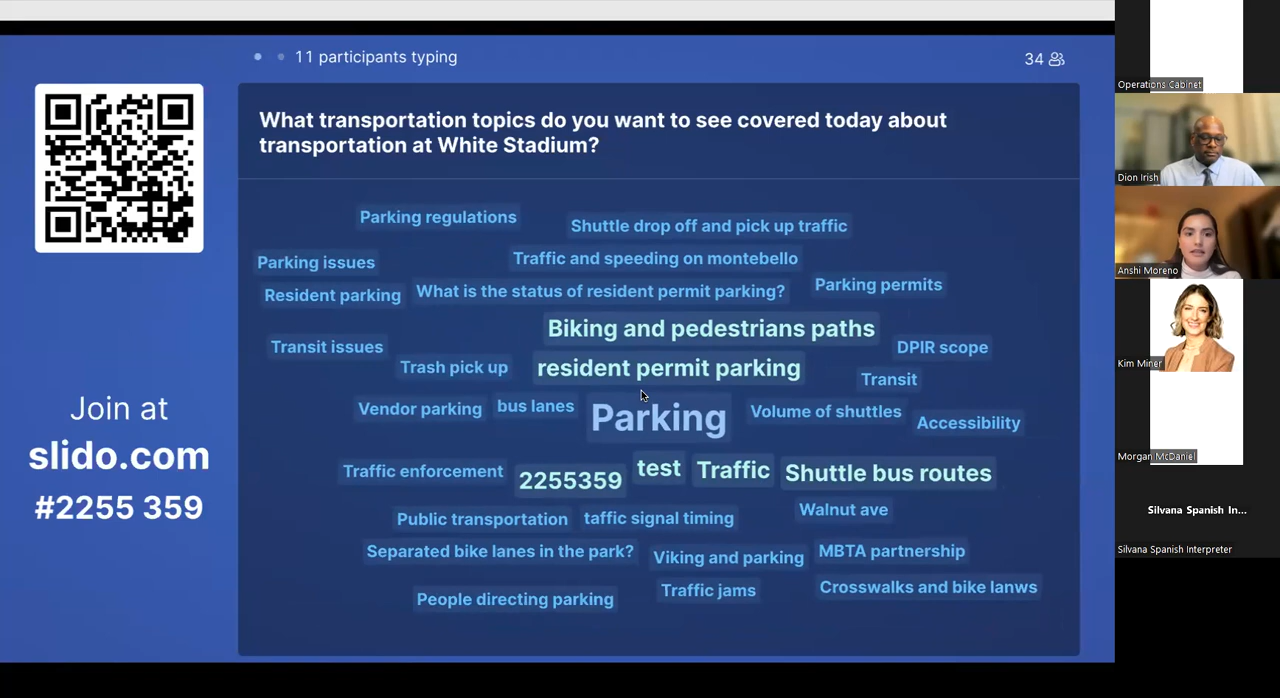 11 participants typing
34
What transportation topics do you want to see covered today about
transportation at White Stadium?
Parking regulations
Shuttle drop off and pick up traffic
Parking issues
Traffic and speeding on montebello
Resident parking
What is the status of resident permit parking?
Parking permits
Biking and pedestrians paths
Transit issues
DPIR scope
Trash pick up
resident permit parking
Transit
Vendor parking
bus lanes
Parking
Volume of shuttles
Accessibility
Traffic enforcement
2255359
test
Traffic
Shuttle bus routes
Public transportation
taffic signal timing
Walnut ave
Separated bike lanes in the park?
Viking and parking
MBTA partnership
People directing parking
Traffic jams
Crosswalks and bike lanws
Join at
slido.com
#2255 359
Operations Cabinet
Dion Irish
Anshi Moreno
Kim Miner
Morgan McDaniel
Silvana Spanish In...
Silvana Spanish Interpreter